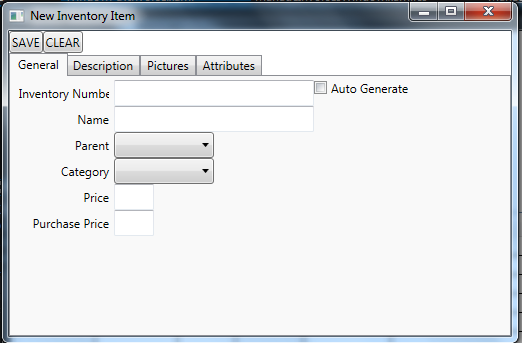 New Inventory Item
SAVE CLEAR
General Description Pictures Attributes
Inventory Numbe Auto Generate
Name
Parent
Category
Price
Purchase Price